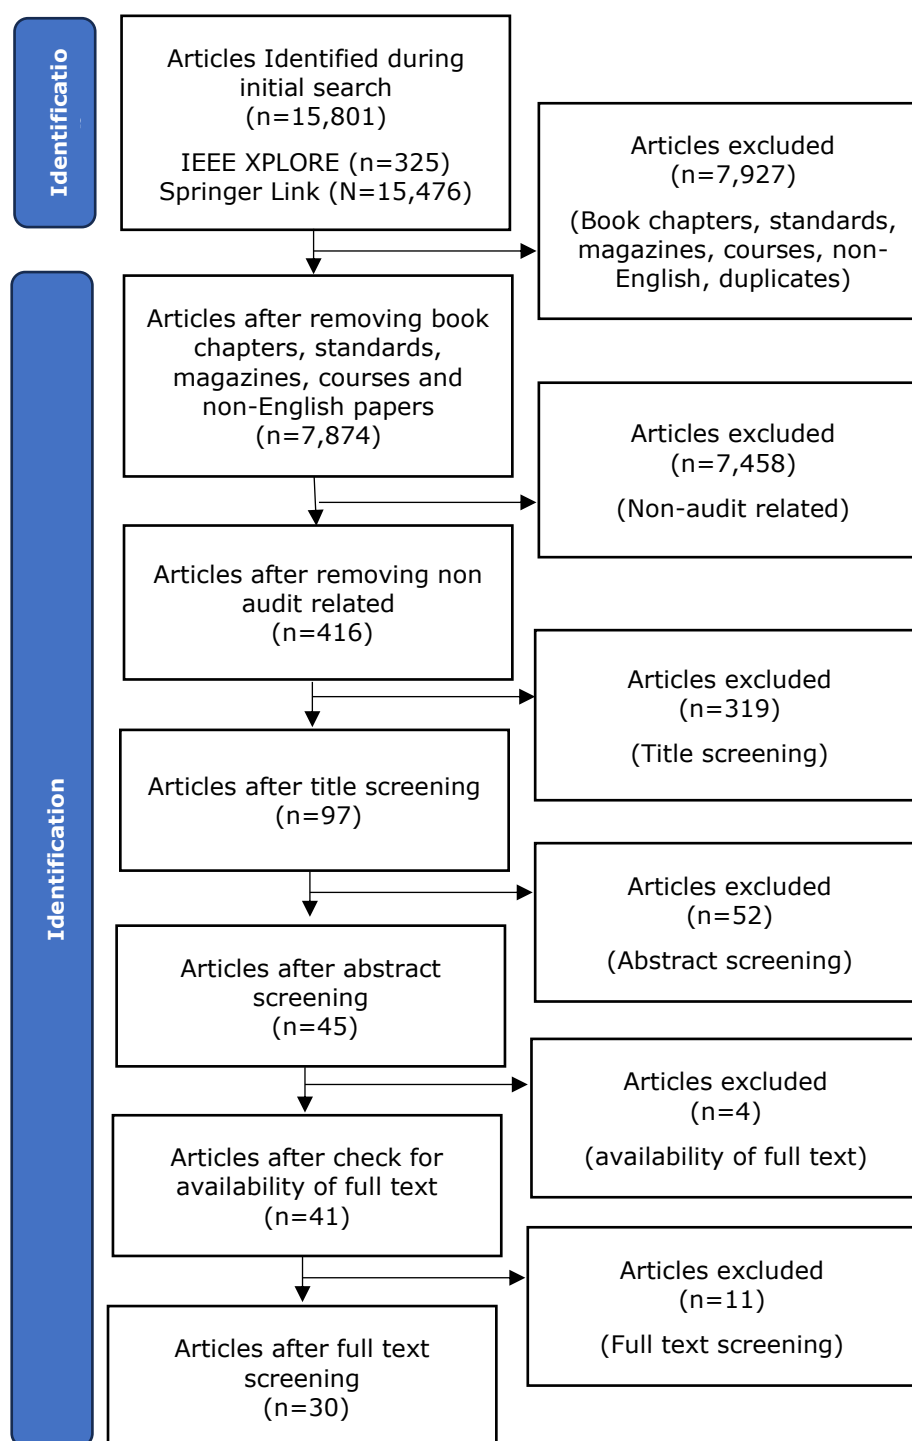 Identificatio
Articles Identified during
initial search
(n=15,801)
IEEE XPLORE (n=325)
Springer Link (N=15,476)
Articles excluded
(n=7,927)
(Book chapters, standards,
magazines, courses, non-
English, duplicates)
Identification
Articles after removing book
chapters, standards,
magazines, courses and
non-English papers
(n=7,874)
Articles excluded
(n=7,458)
(Non-audit related)
Articles after removing non
audit related
(n=416)
Articles excluded
(n=319)
(Title screening)
Articles after title screening
(n=97)
Articles excluded
(n=52)
(Abstract screening)
Articles after abstract
screening
(n=45)
Articles excluded
(n=4)
(availability of full text)
Articles after check for
availability of full text
(n=41)
Articles excluded
(n=11)
(Full text screening)
Articles after full text
screening
(n=30)